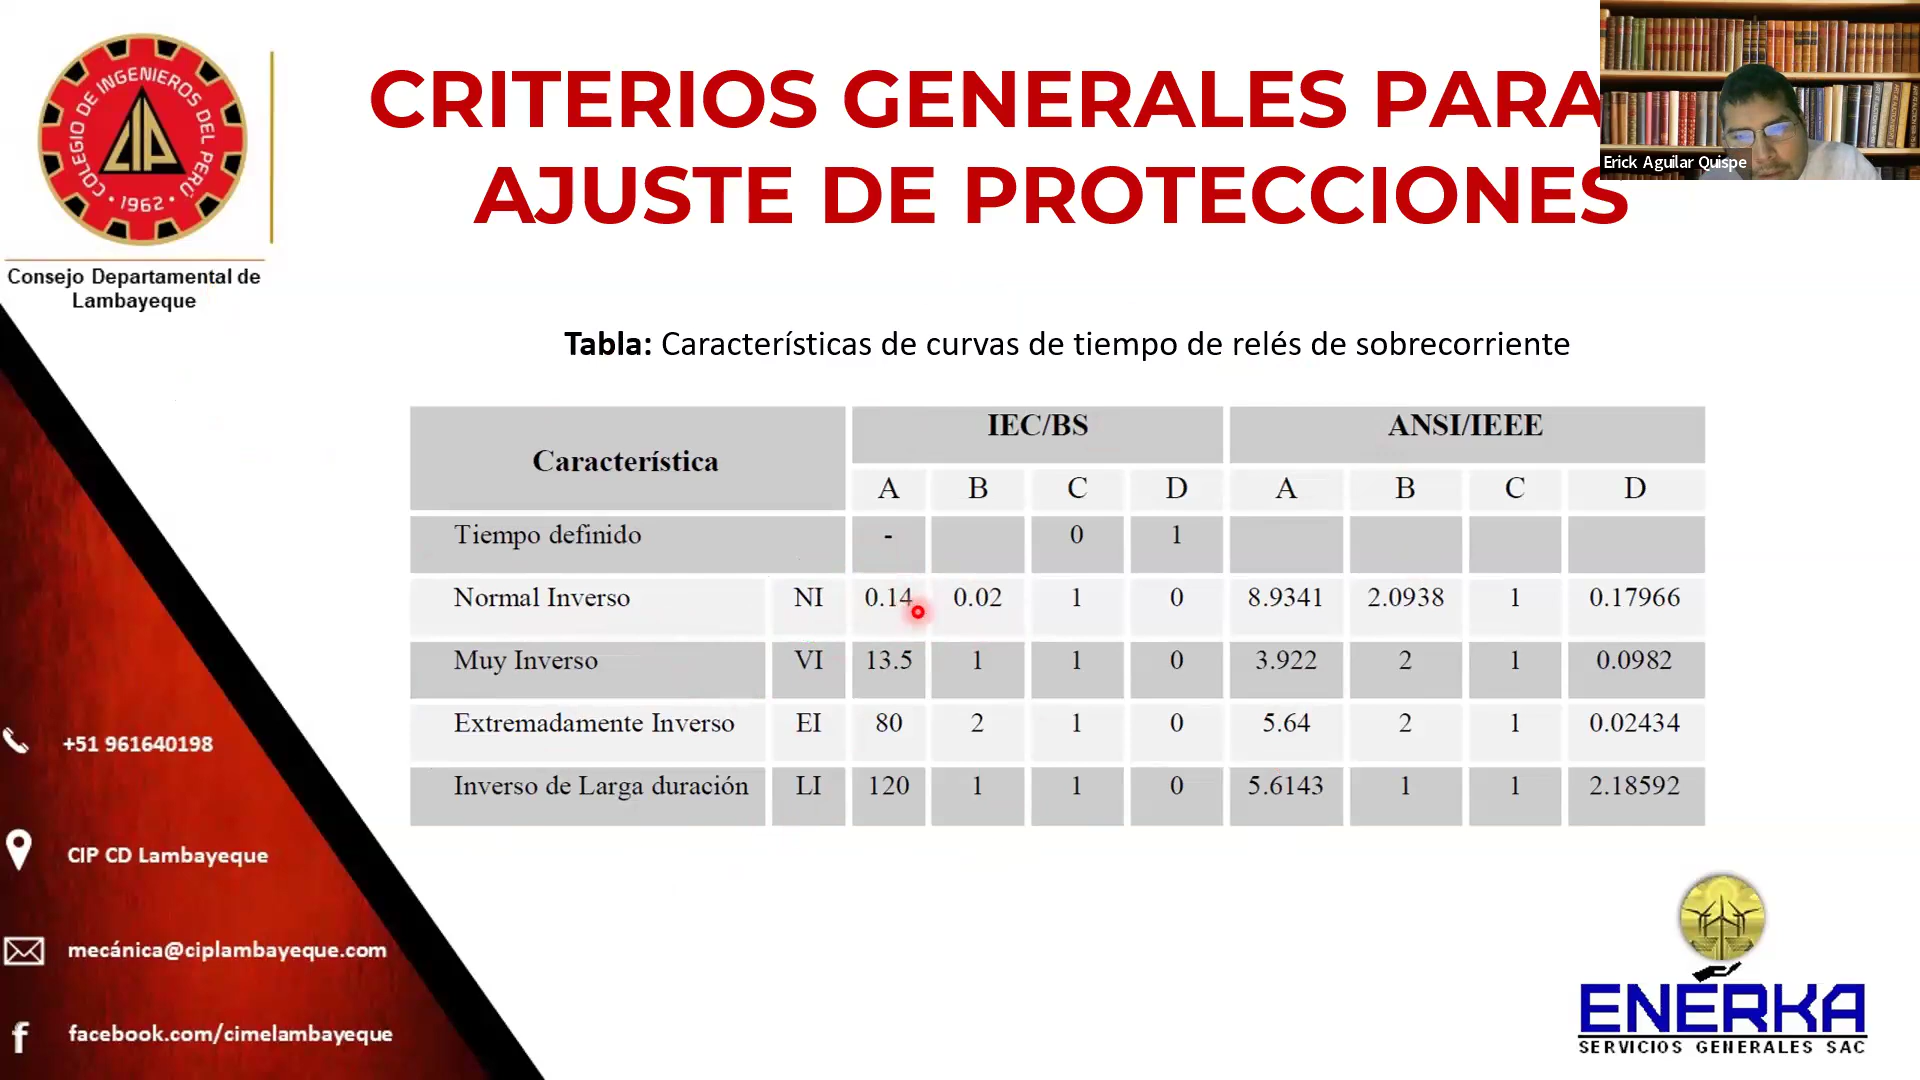 COLEGIO DE INGENIEROS DEL PERÚ
CIP
• 1962 •
Consejo Departamental de
Lambayeque
CRITERIOS GENERALES PARA
AJUSTE DE PROTECCIONES
Erick Aguilar Quispe
Tabla: Características de curvas de tiempo de relés de sobrecorriente
Característica IEC/BS ANSI/IEEE
A B C D A B C D
Tiempo definido - 0 1
Normal Inverso NI 0.14 0.02 1 0 8.9341 2.0938 1 0.17966
Muy Inverso VI 13.5 1 1 0 3.922 2 1 0.0982
Extremadamente Inverso EI 80 2 1 0 5.64 2 1 0.02434
Inverso de Larga duración LI 120 1 1 0 5.6143 1 1 2.18592
+51 961640198
CIP CD Lambayeque
mecánica@ciplambayeque.com
facebook.com/cimelambayeque
ENERKA
SERVICIOS GENERALES SAC